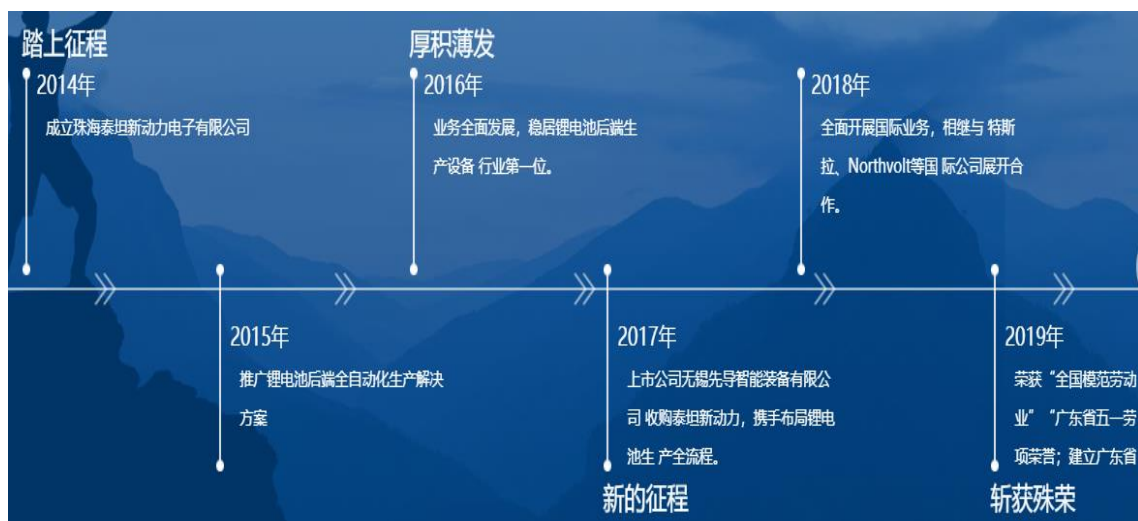 踏上征程
2014年
成立珠海泰坦新动力电子有限公司
2015年
推广锂电池后端全自动化生产解决
方案
厚积薄发
2016年
业务全面发展，稳居锂电池后端生
产设备 行业第一位。
2017年
上市公司无锡先导智能装备有限公
司 收购泰坦新动力，携手布局锂电
池生 产全流程。
新的征程
2018年
全面开展国际业务，相继与 特斯
拉、Northvolt等国 际公司展开合
作。
2019年
荣获“全国模范劳动
业”“广东省五一劳
项荣誉；建立广东省
斩获殊荣